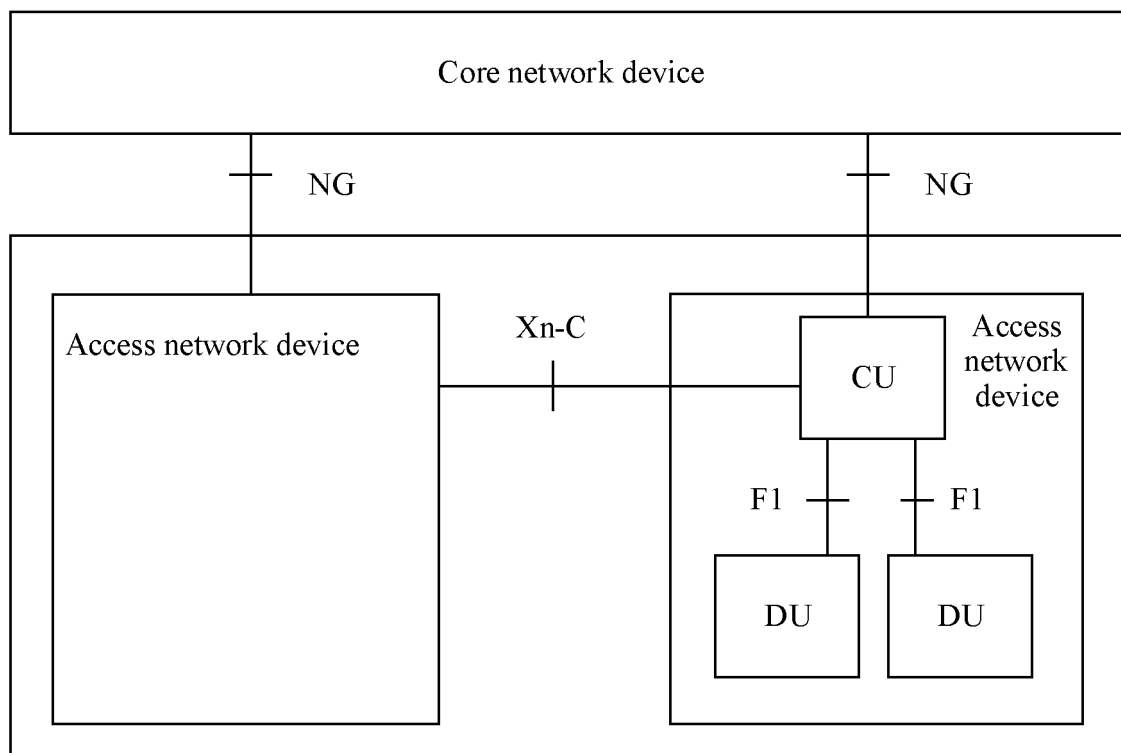 Core network device
NG
NG
Access network device
Xn-C
Access
network
device
CU
F1
F1
DU
DU